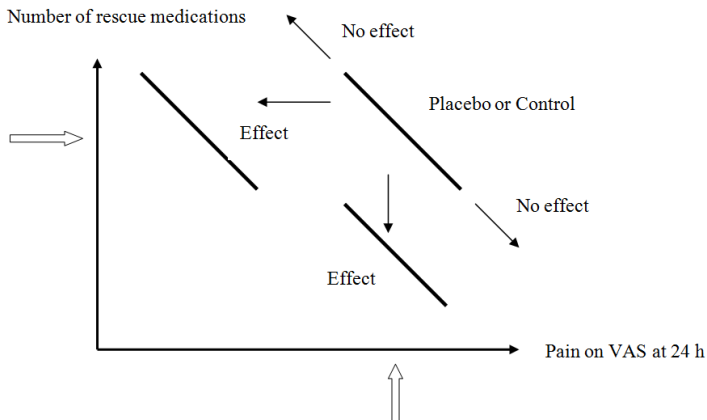 Number of rescue medications
No effect
Placebo or Control
Effect
No effect
Effect
Pain on VAS at 24 h